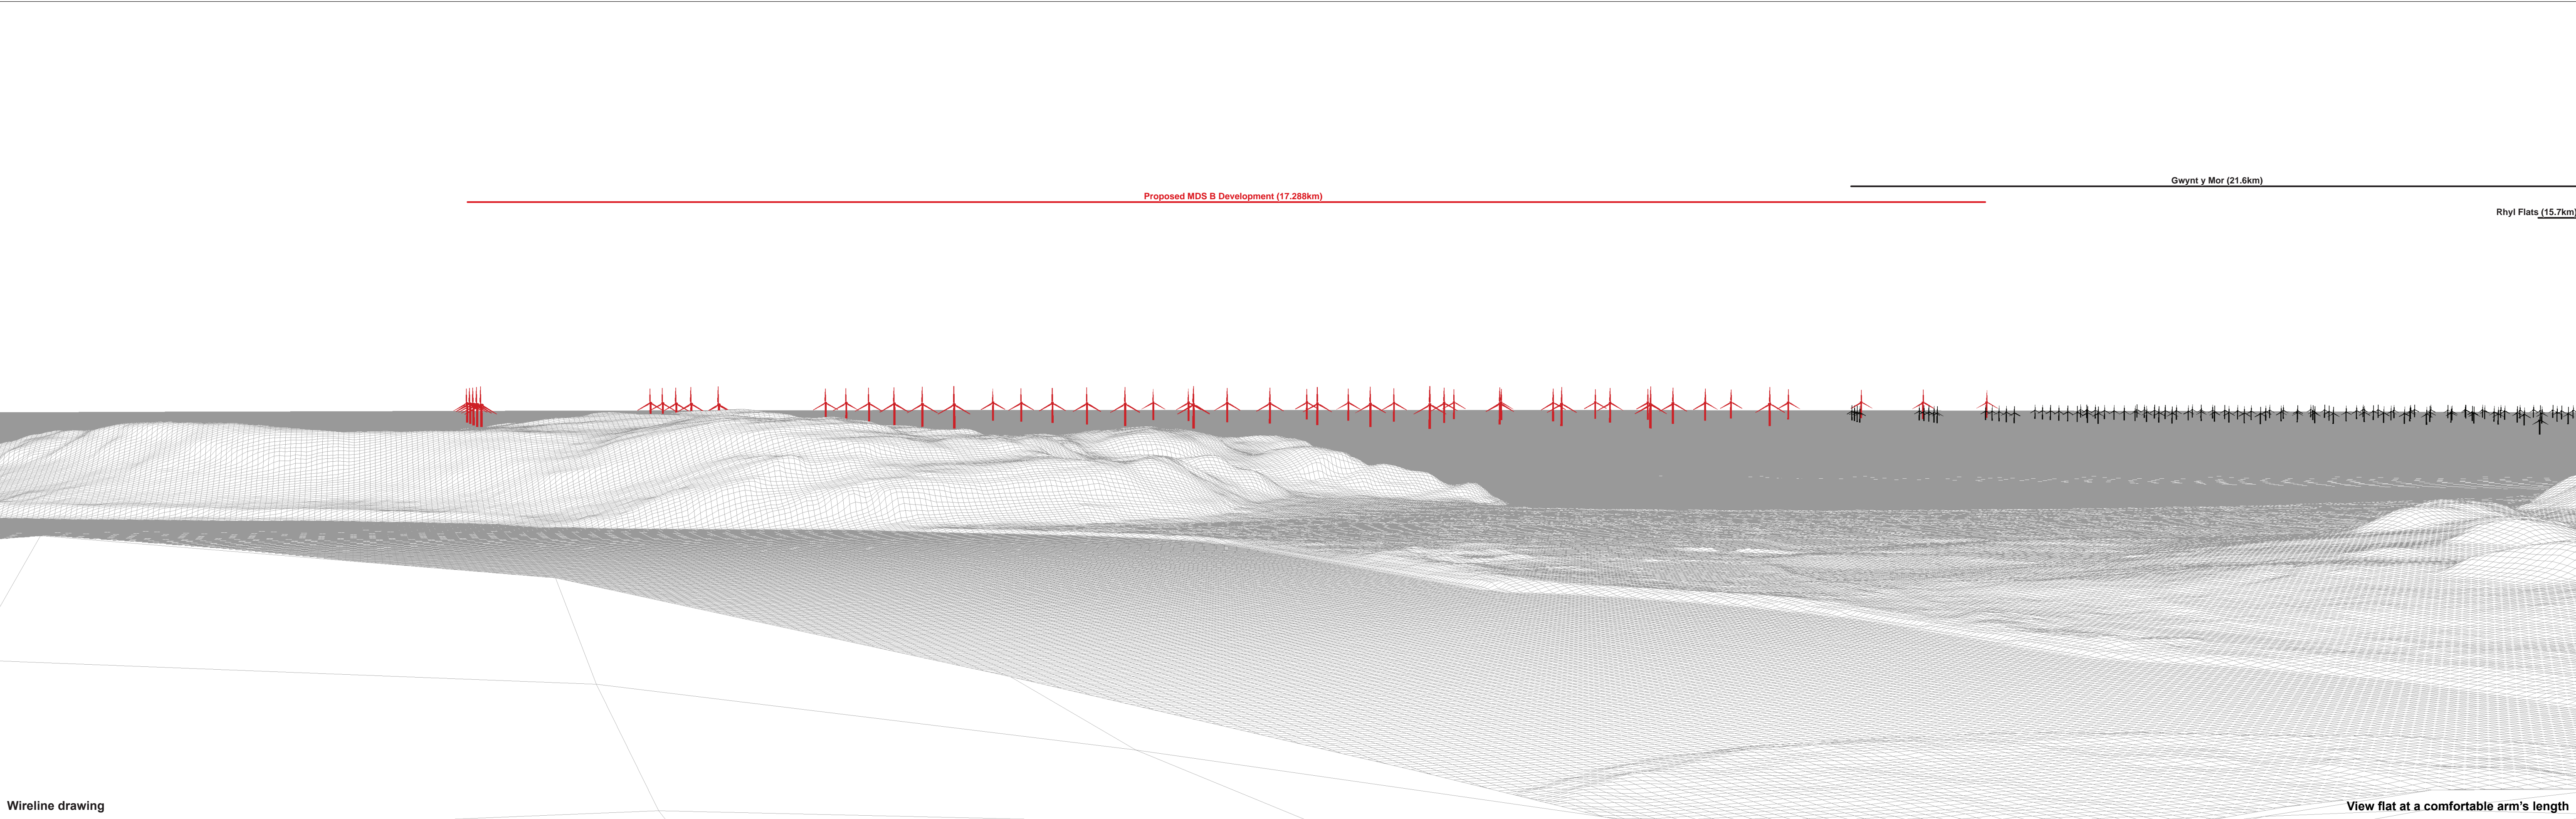 Gwynt y Mor (21.6km)
Proposed MDS B Development (17.288km)
Rhyl Flats (15.7km)
Wireline drawing
View flat at a comfortable arm’s length